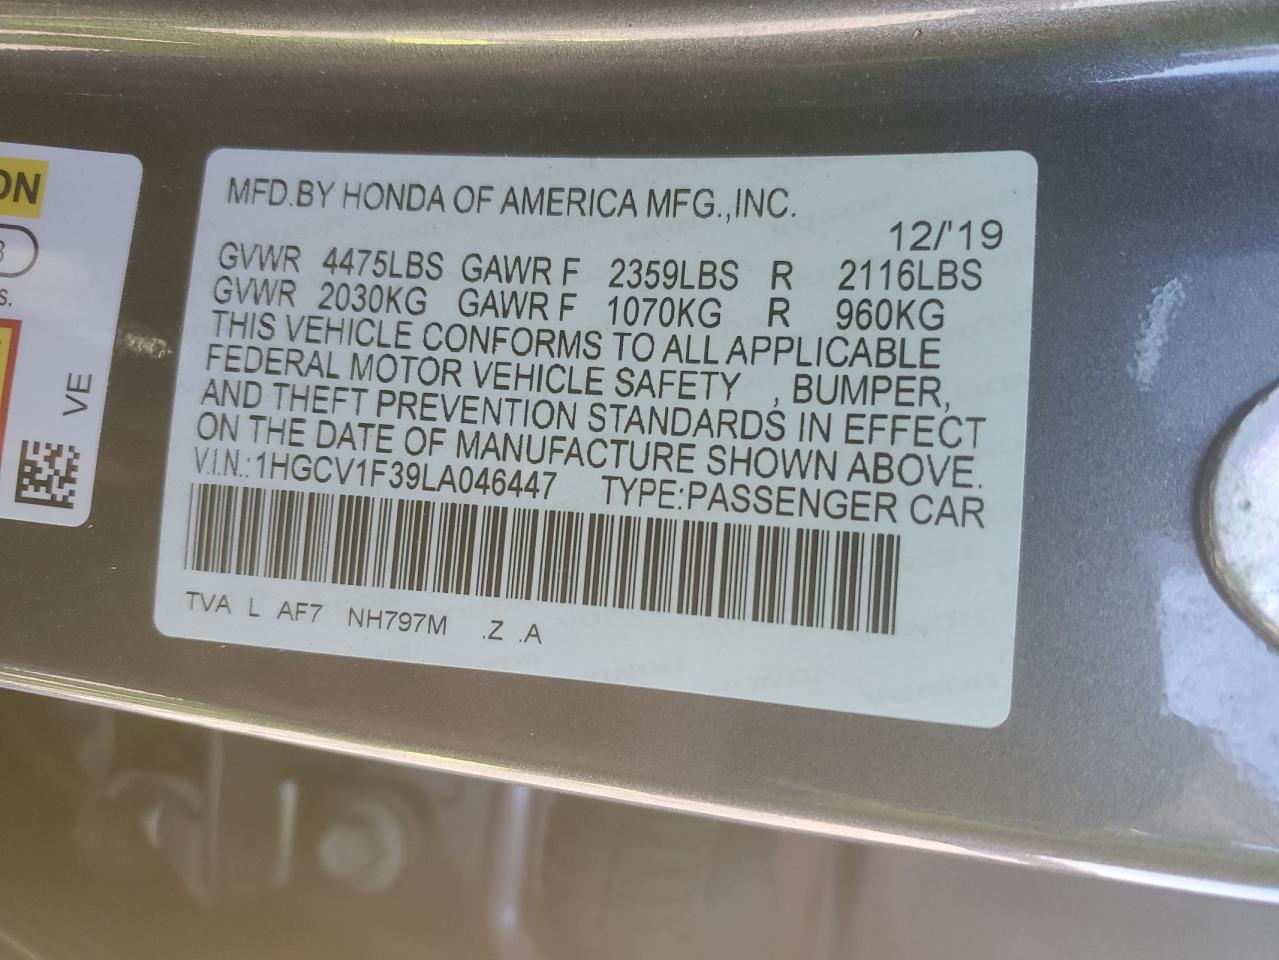 MFD.BY HONDA OF AMERICA MFG.,INC.
12/'19
GVWR 4475LBS GAWR F 2359LBS R 2116LBS
GVWR 2030KG GAWR F 1070KG R 960KG
THIS VEHICLE CONFORMS TO ALL APPLICABLE
FEDERAL MOTOR VEHICLE SAFETY , BUMPER,
AND THEFT PREVENTION STANDARDS IN EFFECT
ON THE DATE OF MANUFACTURE SHOWN ABOVE.
V.I.N.:1HGCV1F39LA046447 TYPE:PASSENGER CAR
TVA L AF7 NH797M .Z .A
VE